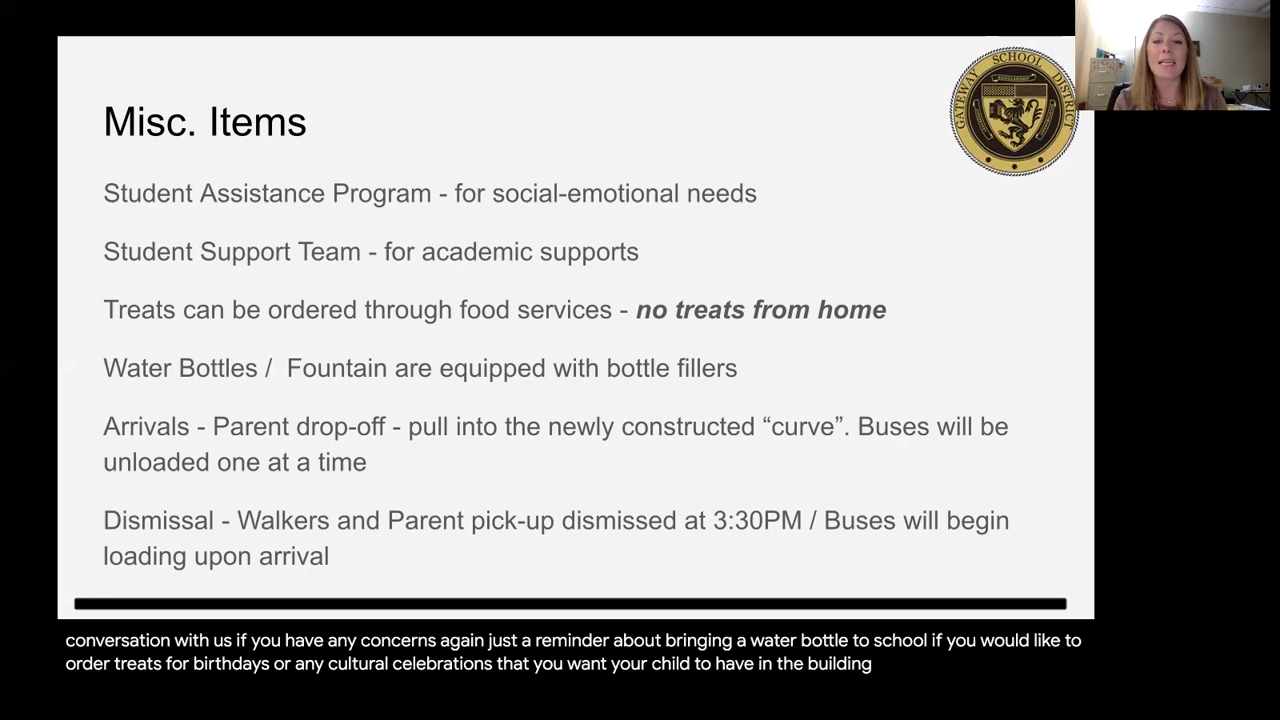 GATEWAY SCHOOL DISTRICT
Misc. Items
Student Assistance Program - for social-emotional needs
Student Support Team - for academic supports
Treats can be ordered through food services - no treats from home
Water Bottles /  Fountain are equipped with bottle fillers
Arrivals - Parent drop-off - pull into the newly constructed “curve”. Buses will be
unloaded one at a time
Dismissal - Walkers and Parent pick-up dismissed at 3:30PM / Buses will begin
loading upon arrival
conversation with us if you have any concerns again just a reminder about bringing a water bottle to school if you would like to
order treats for birthdays or any cultural celebrations that you want your child to have in the building